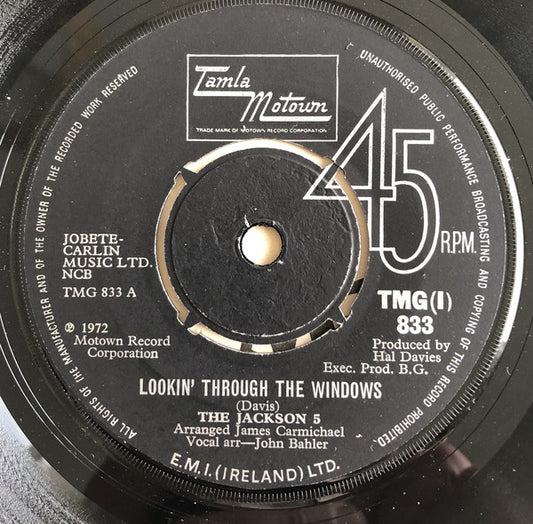 ALL RIGHTS OF THE MANUFACTURER AND OF THE OWNER OF THE RECORDED WORK RESERVED
UNAUTHORISED PUBLIC PERFORMANCE BROADCASTING AND COPYING OF THIS RECORD PROHIBITED.
Tamla
Motown
TRADE MARK OF MOTOWN RECORD CORPORATION
45
R.P.M.
JOBETE-
CARLIN
MUSIC LTD.
NCB
TMG 833 A
℗ 1972
Motown Record
Corporation
TMG(I)
833
Produced by
Hal Davies
Exec. Prod. B.G.
LOOKIN' THROUGH THE WINDOWS
(Davis)
THE JACKSON 5
Arranged James Carmichael
Vocal arr—John Bahler
E.M.I. (IRELAND) LTD.